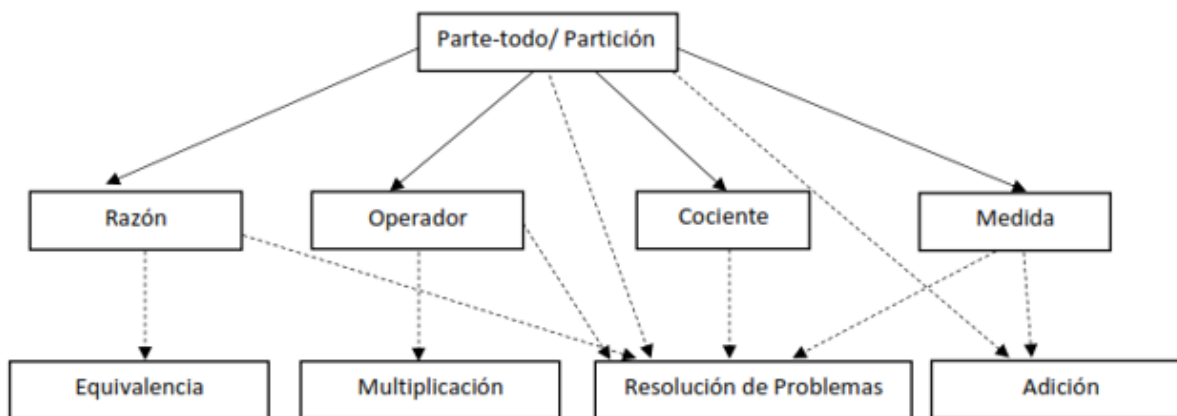 Parte-todo/ Partición
Razón
Operador
Cociente
Medida
Equivalencia
Multiplicación
Resolución de Problemas
Adición